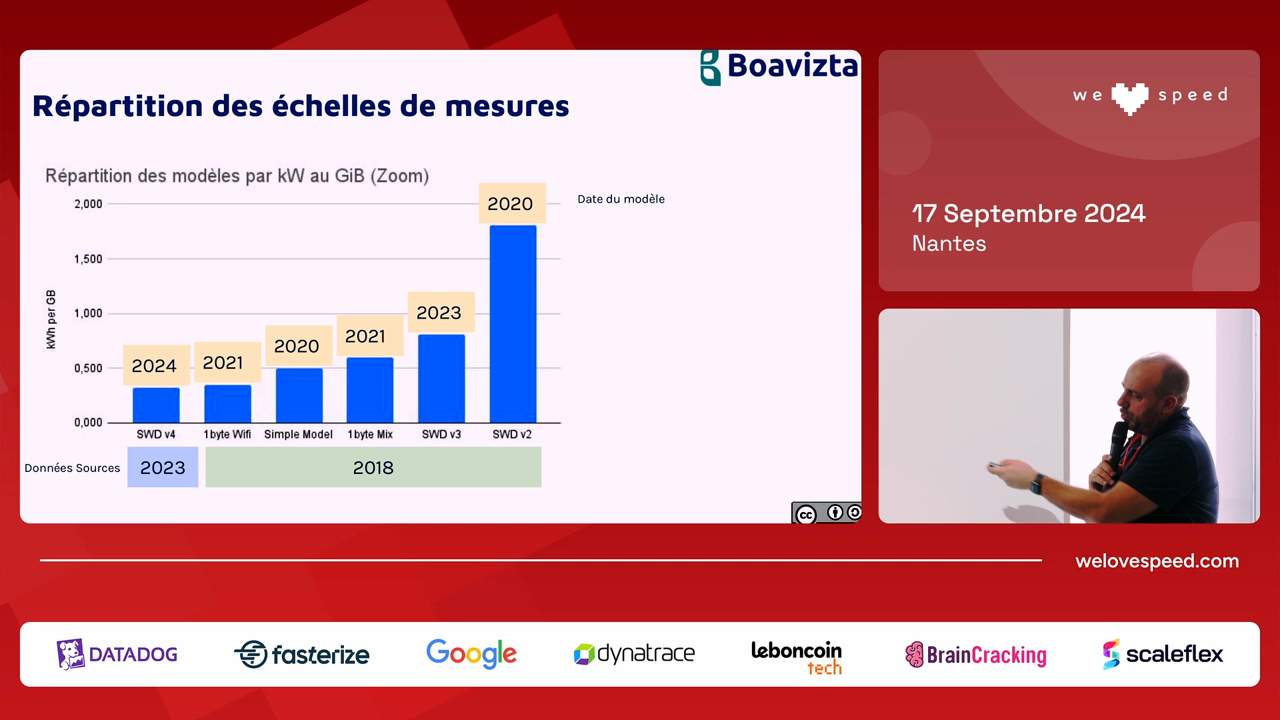 Boavizta
Répartition des échelles de mesures
Répartition des modèles par kW au GiB (Zoom)
Date du modèle
kWh per GB
2,000
1,500
1,000
0,500
0,000
2024
2021
2020
2021
2023
2020
SWD v4
1byte Wifi
Simple Model
1byte Mix
SWD v3
SWD v2
Données Sources
2023
2018
cc
we speed
17 Septembre 2024
Nantes
welovespeed.com
DATADOG
fasterize
Google
dynatrace
leboncoin
tech
BrainCracking
scaleflex